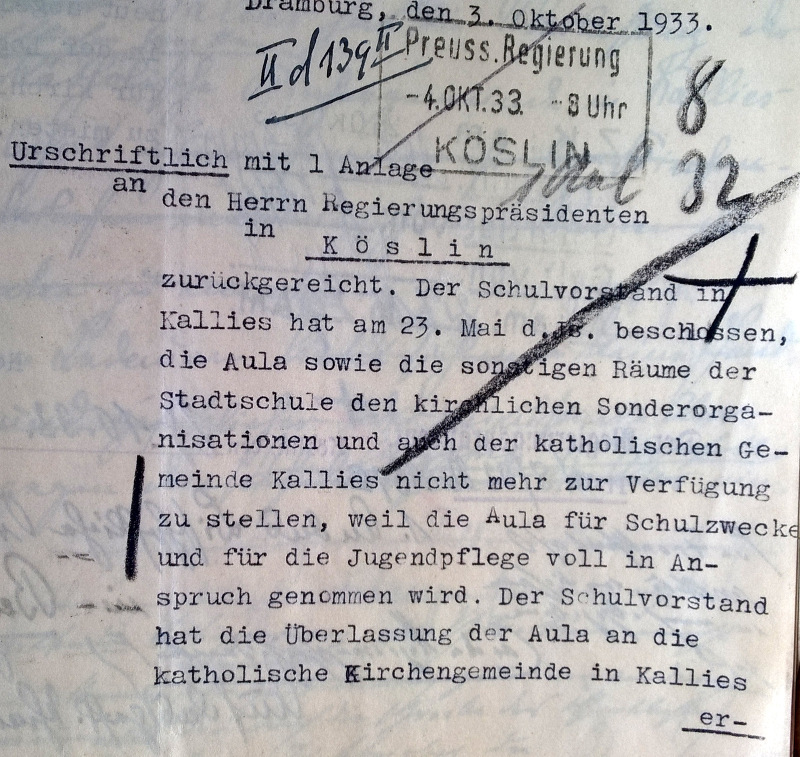 Dramburg, den 3. Oktober 1933.
II d 139 II
Preuss. Regierung
-4.OKT.33. -8 Uhr
KÖSLIN
8
32
Urschriftlich mit 1 Anlage
an
den Herrn Regierungspräsidenten
in
K ö s l i n
zurückgereicht. Der Schulvorstand in
Kallies hat am 23. Mai d.Js. beschlossen,
die Aula sowie die sonstigen Räume der
Stadtschule den kirchlichen Sonderorga-
nisationen und auch der katholischen Ge-
meinde Kallies nicht mehr zur Verfügung
zu stellen, weil die Aula für Schulzwecke
und für die Jugendpflege voll in An-
spruch genommen wird. Der Schulvorstand
hat die Überlassung der Aula an die
katholische Kirchengemeinde in Kallies
er-